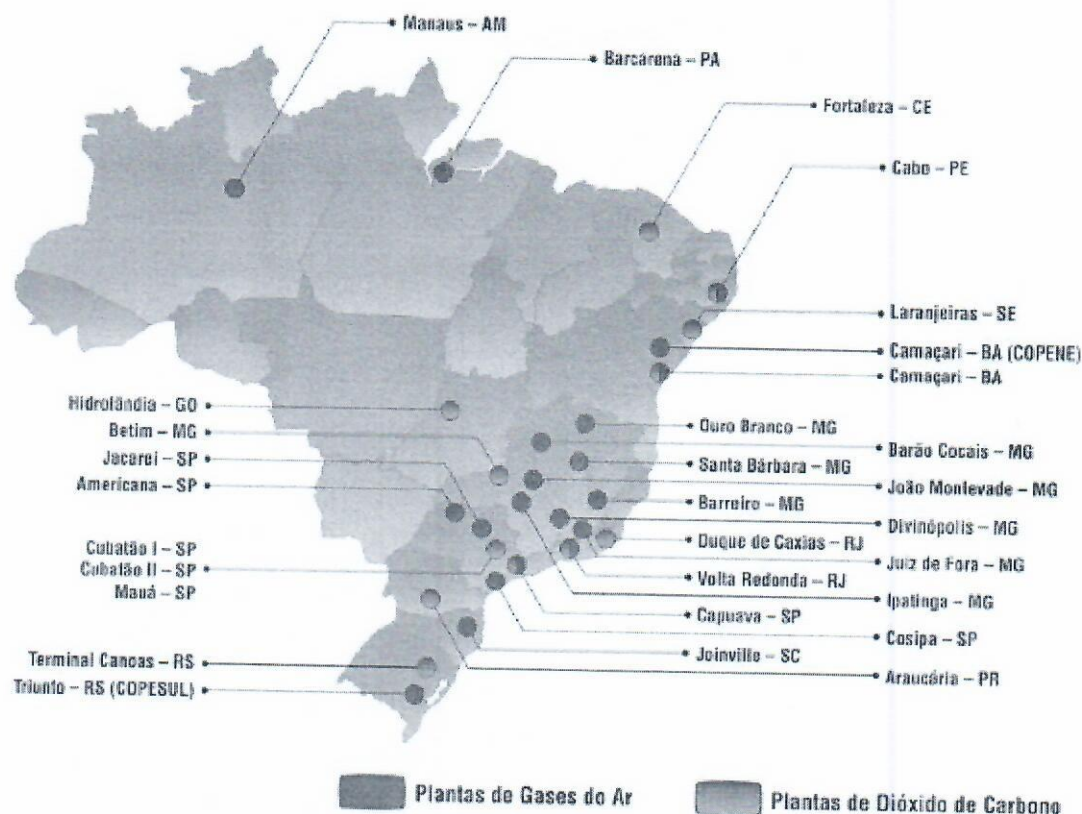 Manaus – AM
Barcarena – PA
Fortaleza – CE
Cabo – PE
Laranjeiras – SE
Camaçari – BA (COPENE)
Camaçari – BA
Hidrolândia – GO
Betim – MG
Jacareí – SP
Americana – SP
Cubatão I – SP
Cubatão II – SP
Mauá – SP
Terminal Canoas – RS
Triunfo – RS (COPESUL)
Ouro Branco – MG
Barão Cocais – MG
Santa Bárbara – MG
João Monlevade – MG
Barreiro – MG
Divinópolis – MG
Duque de Caxias – RJ
Juiz de Fora – MG
Volta Redonda – RJ
Ipatinga – MG
Capuava – SP
Cosipa – SP
Joinville – SC
Araucária – PR
Plantas de Gases do Ar
Plantas de Dióxido de Carbono